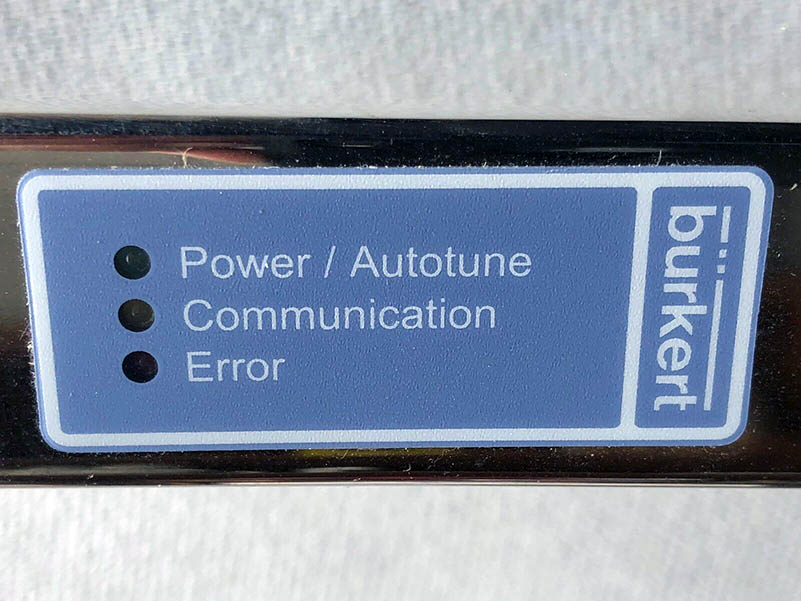 Power / Autotune
Communication
Error
bürkert